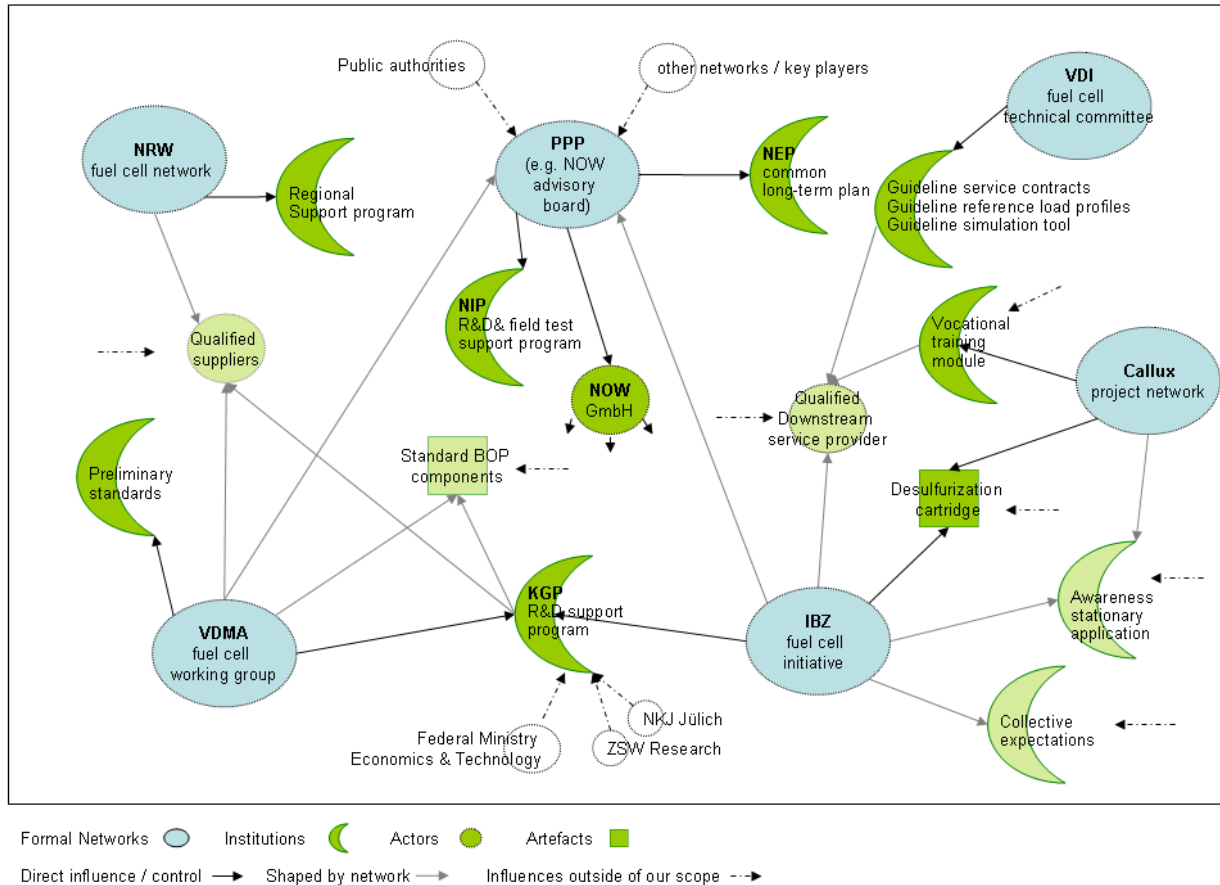 Public authorities
other networks / key players
VDI
fuel cell
technical committee
NRW
fuel cell network
PPP
(e.g. NOW
advisory
board)
NEP
common
long-term plan
Regional
Support program
Guideline service contracts
Guideline reference load profiles
Guideline simulation tool
NIP
R&D& field test
support program
Vocational
training
module
Qualified
suppliers
Callux
project network
NOW
GmbH
Qualified
Downstream
service provider
Standard BOP
components
Preliminary
standards
Desulfurization
cartridge
KGP
R&D support
program
Awareness
stationary
application
VDMA
fuel cell
working group
IBZ
fuel cell
initiative
NKJ Jülich
Federal Ministry
Economics & Technology
ZSW Research
Collective
expectations
Formal Networks
Institutions
Actors
Artefacts
Direct influence / control
Shaped by network
Influences outside of our scope